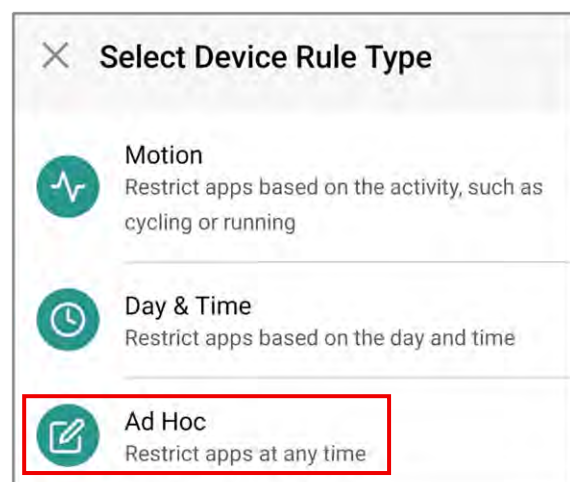 Select Device Rule Type
Motion
Restrict apps based on the activity, such as
cycling or running
Day & Time
Restrict apps based on the day and time
Ad Hoc
Restrict apps at any time